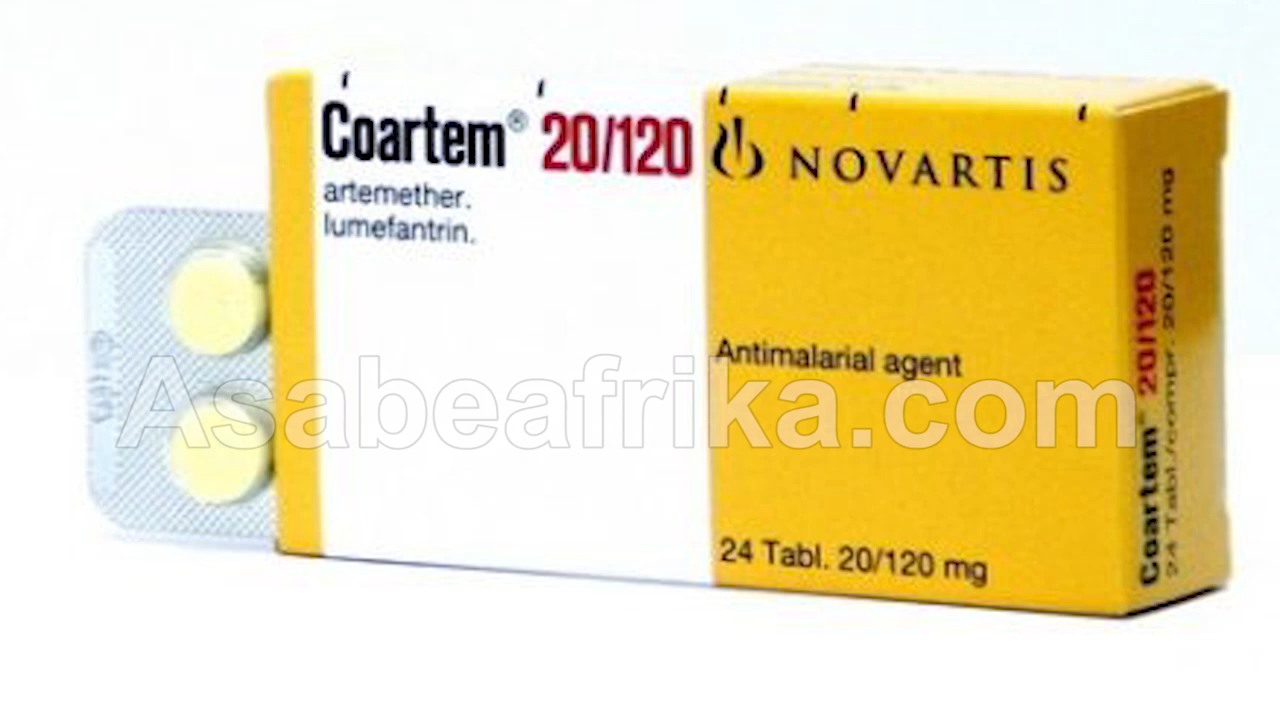 Coartem® 20/120
artemether.
lumefantrin.
NOVARTIS
Antimalarial agent
24 Tabl. 20/120 mg
Coartem® 20/120
24 Tabl./compr. 20/120 mg
Asabeafrika.com